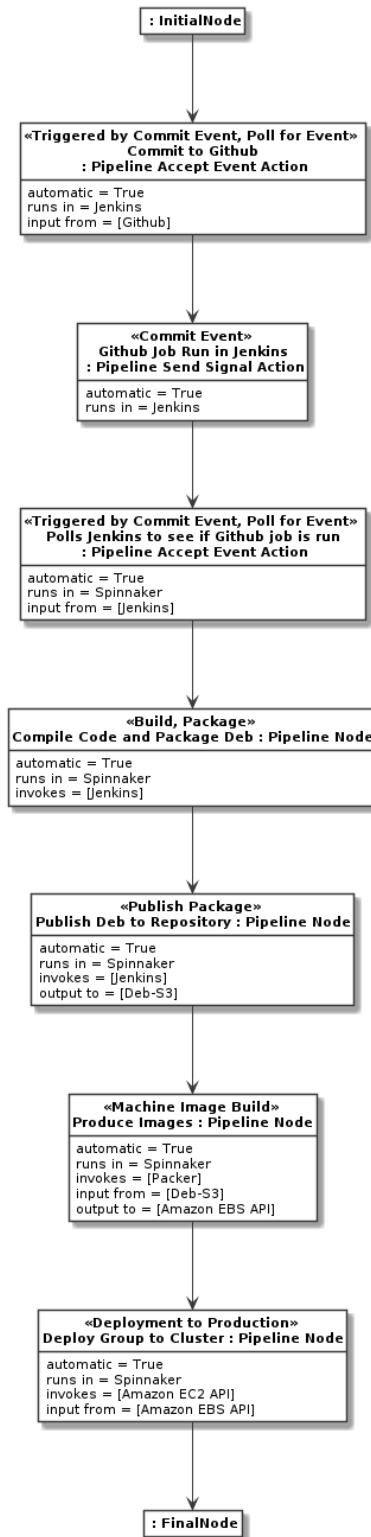 : InitialNode
«Triggered by Commit Event, Poll for Event»
Commit to Github
: Pipeline Accept Event Action
automatic = True
runs in = Jenkins
input from = [Github]
«Commit Event»
Github Job Run in Jenkins
: Pipeline Send Signal Action
automatic = True
runs in = Jenkins
«Triggered by Commit Event, Poll for Event»
Polls Jenkins to see if Github job is run
: Pipeline Accept Event Action
automatic = True
runs in = Spinnaker
input from = [Jenkins]
«Build, Package»
Compile Code and Package Deb : Pipeline Node
automatic = True
runs in = Spinnaker
invokes = [Jenkins]
«Publish Package»
Publish Deb to Repository : Pipeline Node
automatic = True
runs in = Spinnaker
invokes = [Jenkins]
output to = [Deb-S3]
«Machine Image Build»
Produce Images : Pipeline Node
automatic = True
runs in = Spinnaker
invokes = [Packer]
input from = [Deb-S3]
output to = [Amazon EBS API]
«Deployment to Production»
Deploy Group to Cluster : Pipeline Node
automatic = True
runs in = Spinnaker
invokes = [Amazon EC2 API]
input from = [Amazon EBS API]
: FinalNode